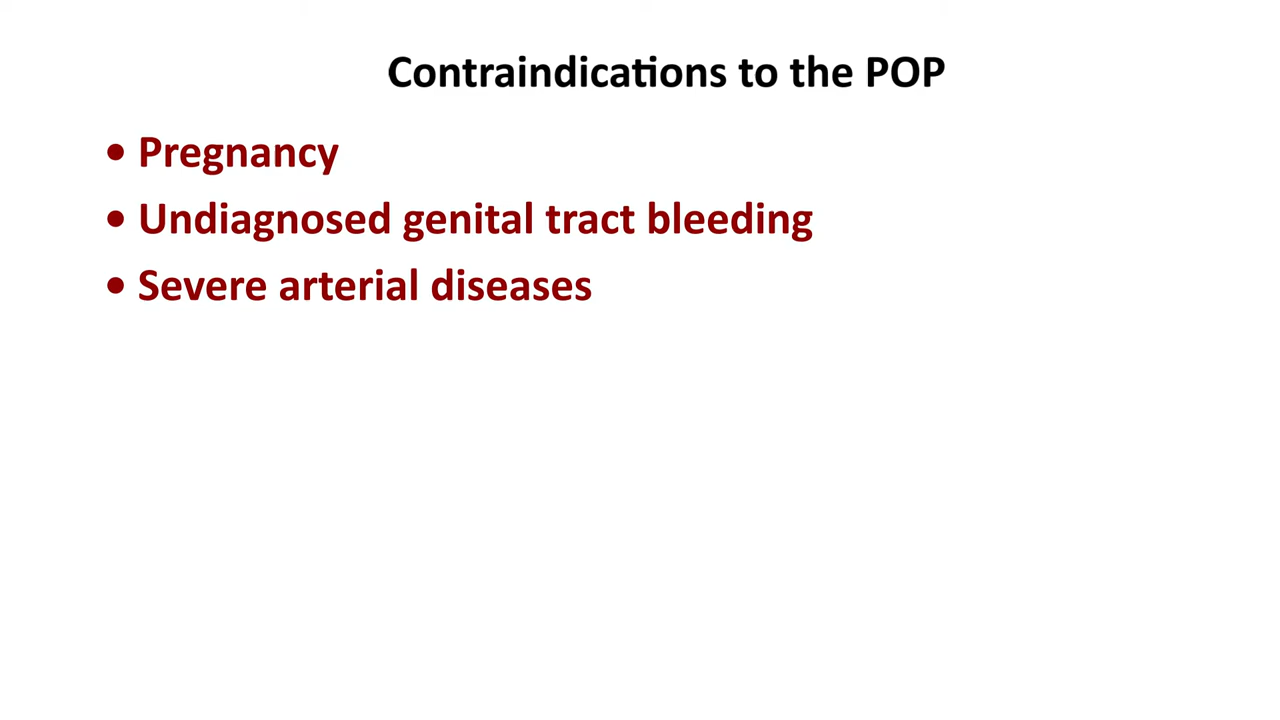 Contraindications to the POP
• Pregnancy
• Undiagnosed genital tract bleeding
• Severe arterial diseases